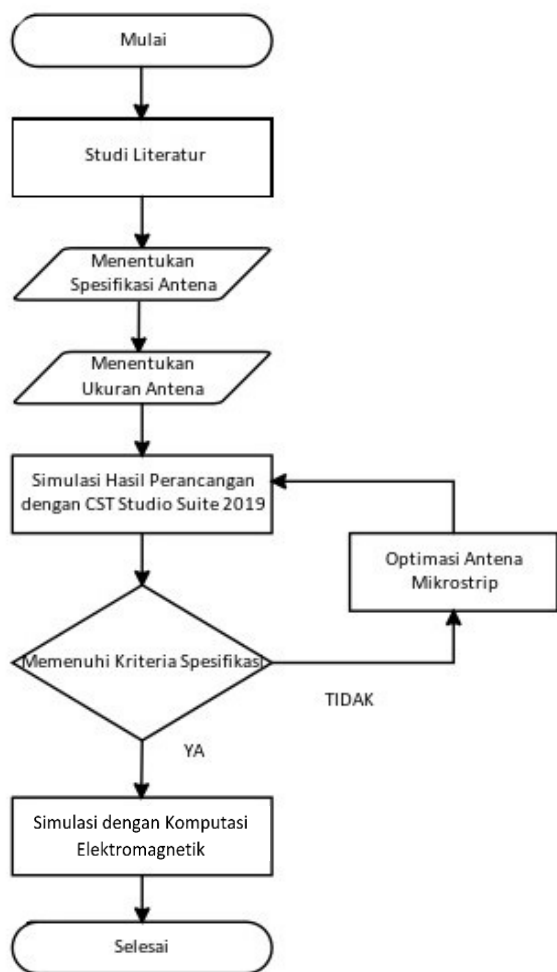 Mulai
Studi Literatur
Menentukan
Spesifikasi Antena
Menentukan
Ukuran Antena
Simulasi Hasil Perancangan
dengan CST Studio Suite 2019
Optimasi Antena
Mikrostrip
Memenuhi Kriteria Spesifikasi
TIDAK
YA
Simulasi dengan Komputasi
Elektromagnetik
Selesai